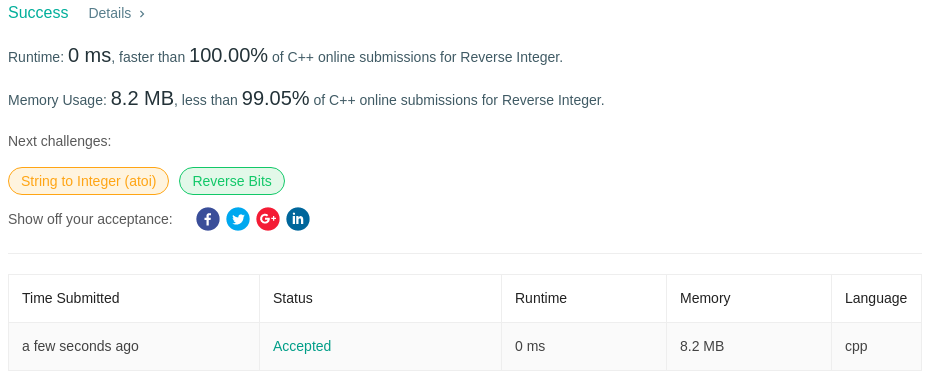 Success Details >
Runtime: 0 ms, faster than 100.00% of C++ online submissions for Reverse Integer.
Memory Usage: 8.2 MB, less than 99.05% of C++ online submissions for Reverse Integer.
Next challenges:
String to Integer (atoi) Reverse Bits
Show off your acceptance: f G+ in
Time Submitted Status Runtime Memory Language
a few seconds ago Accepted 0 ms 8.2 MB cpp